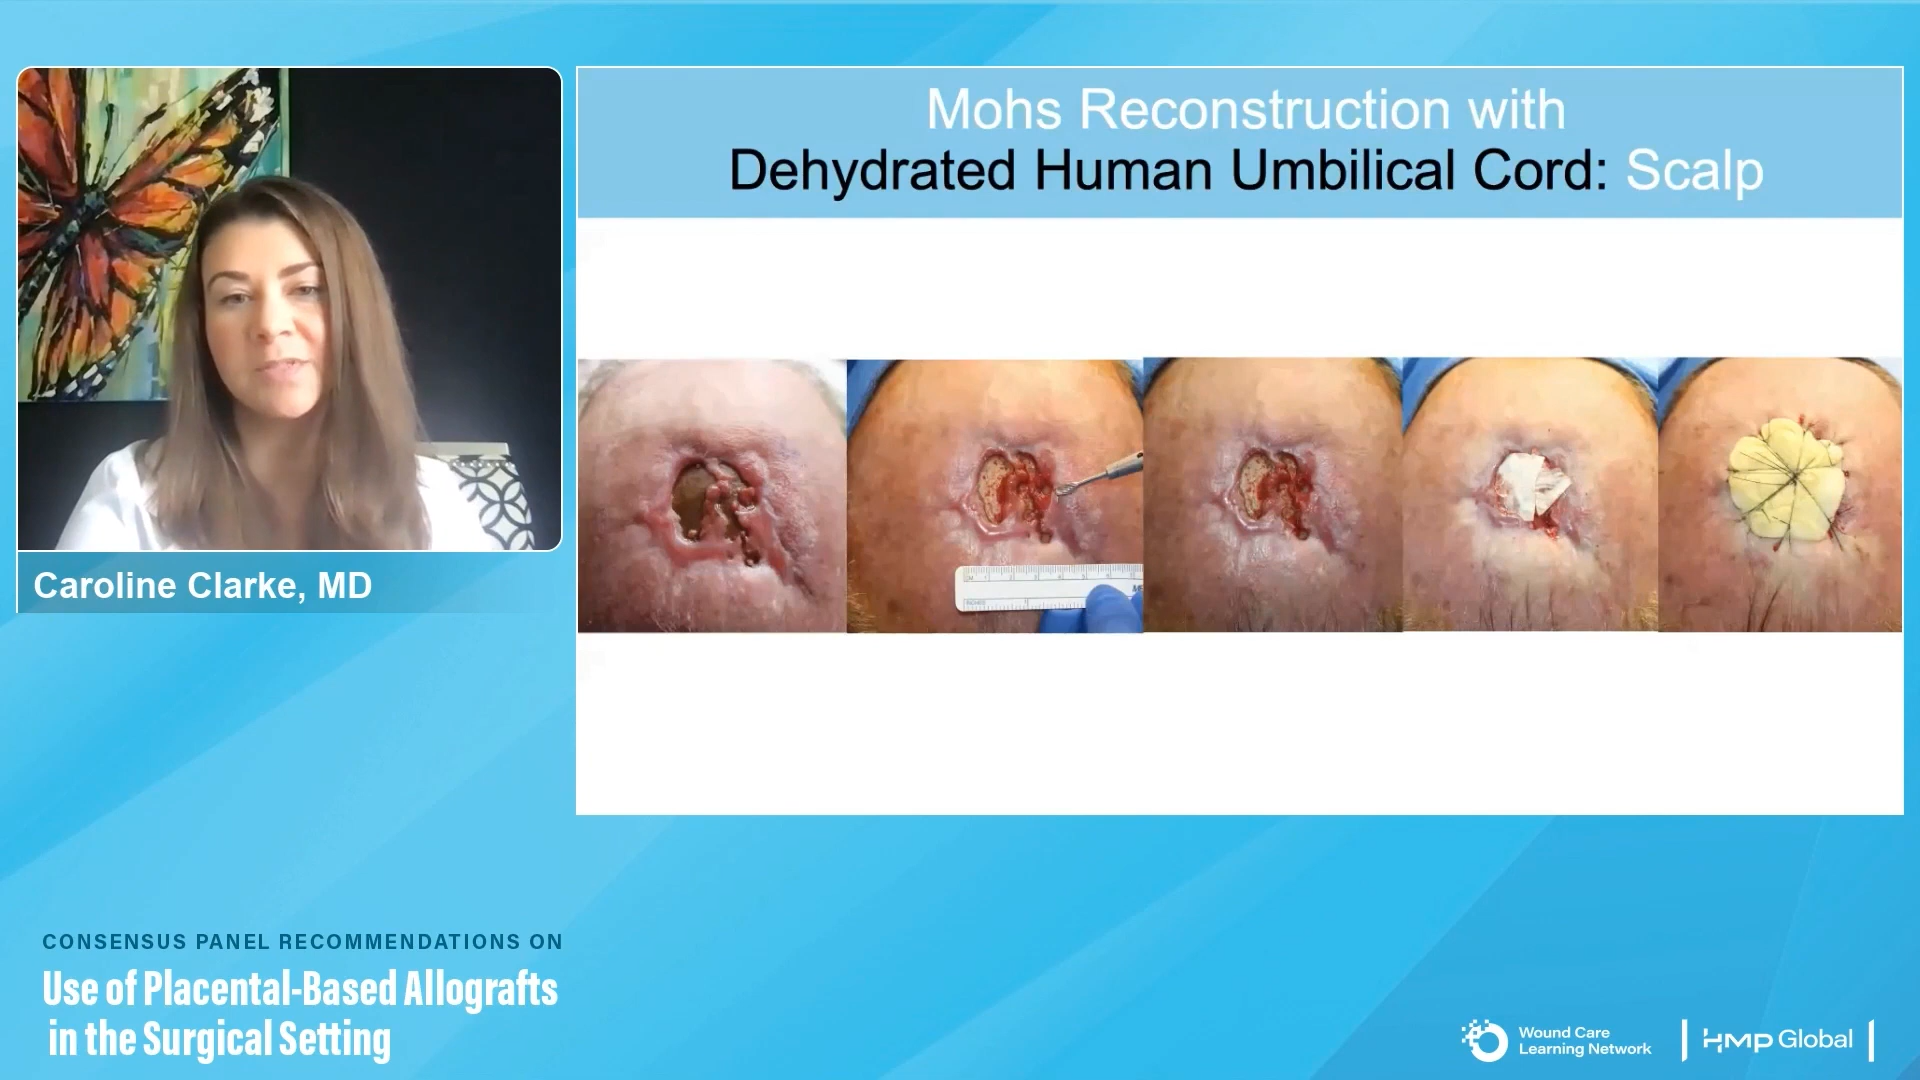 Mohs Reconstruction with
Dehydrated Human Umbilical Cord: Scalp
Caroline Clarke, MD
CONSENSUS PANEL RECOMMENDATIONS ON
Use of Placental-Based Allografts
in the Surgical Setting
Wound Care
Learning Network
HMP Global